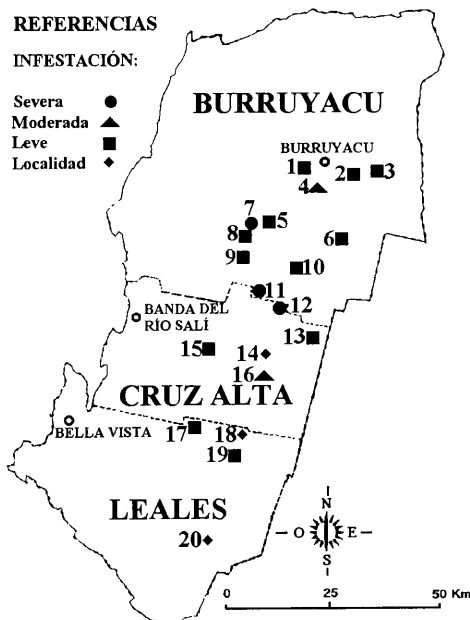 REFERENCIAS
INFESTACIÓN:
Severa
Moderada
Leve
Localidad
BURRUYACU
BURRUYACU
1
2
3
4
7
5
8
6
9
10
11
12
BANDA DEL
RÍO SALÍ
13
15
14
16
CRUZ ALTA
BELLA VISTA
17
18
19
LEALES
20
N
O E
S
0 25 50 Km